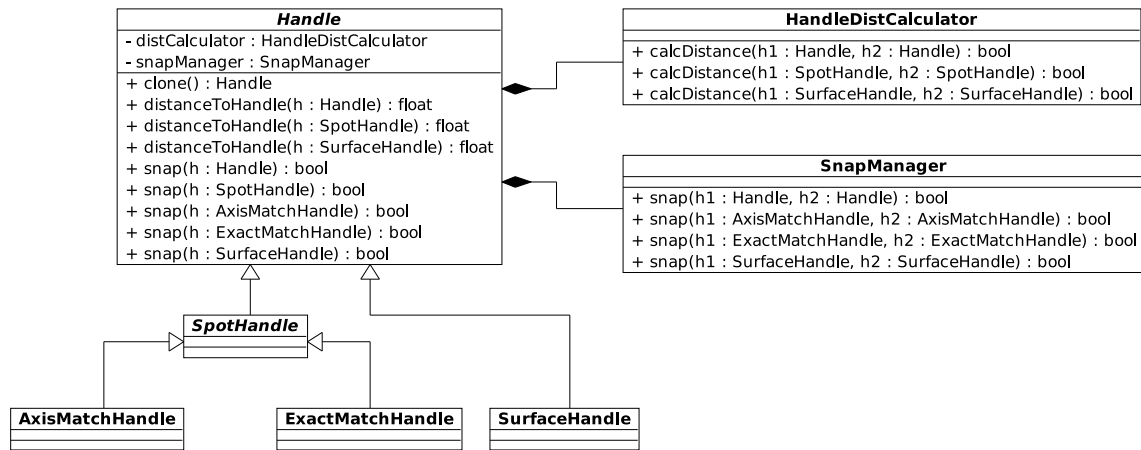 Handle
- distCalculator : HandleDistCalculator
- snapManager : SnapManager
+ clone() : Handle
+ distanceToHandle(h : Handle) : float
+ distanceToHandle(h : SpotHandle) : float
+ distanceToHandle(h : SurfaceHandle) : float
+ snap(h : Handle) : bool
+ snap(h : SpotHandle) : bool
+ snap(h : AxisMatchHandle) : bool
+ snap(h : ExactMatchHandle) : bool
+ snap(h : SurfaceHandle) : bool
HandleDistCalculator
+ calcDistance(h1 : Handle, h2 : Handle) : bool
+ calcDistance(h1 : SpotHandle, h2 : SpotHandle) : bool
+ calcDistance(h1 : SurfaceHandle, h2 : SurfaceHandle) : bool
SnapManager
+ snap(h1 : Handle, h2 : Handle) : bool
+ snap(h1 : AxisMatchHandle, h2 : AxisMatchHandle) : bool
+ snap(h1 : ExactMatchHandle, h2 : ExactMatchHandle) : bool
+ snap(h1 : SurfaceHandle, h2 : SurfaceHandle) : bool
SpotHandle
AxisMatchHandle
ExactMatchHandle
SurfaceHandle